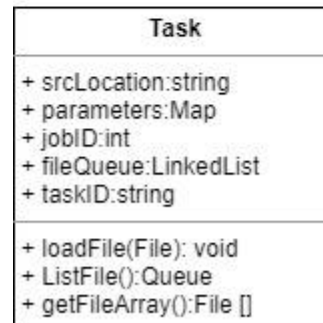 Task
+ srcLocation:string
+ parameters:Map
+ jobID:int
+ fileQueue:LinkedList
+ taskID:string
+ loadFile(File): void
+ ListFile():Queue
+ getFileArray():File []